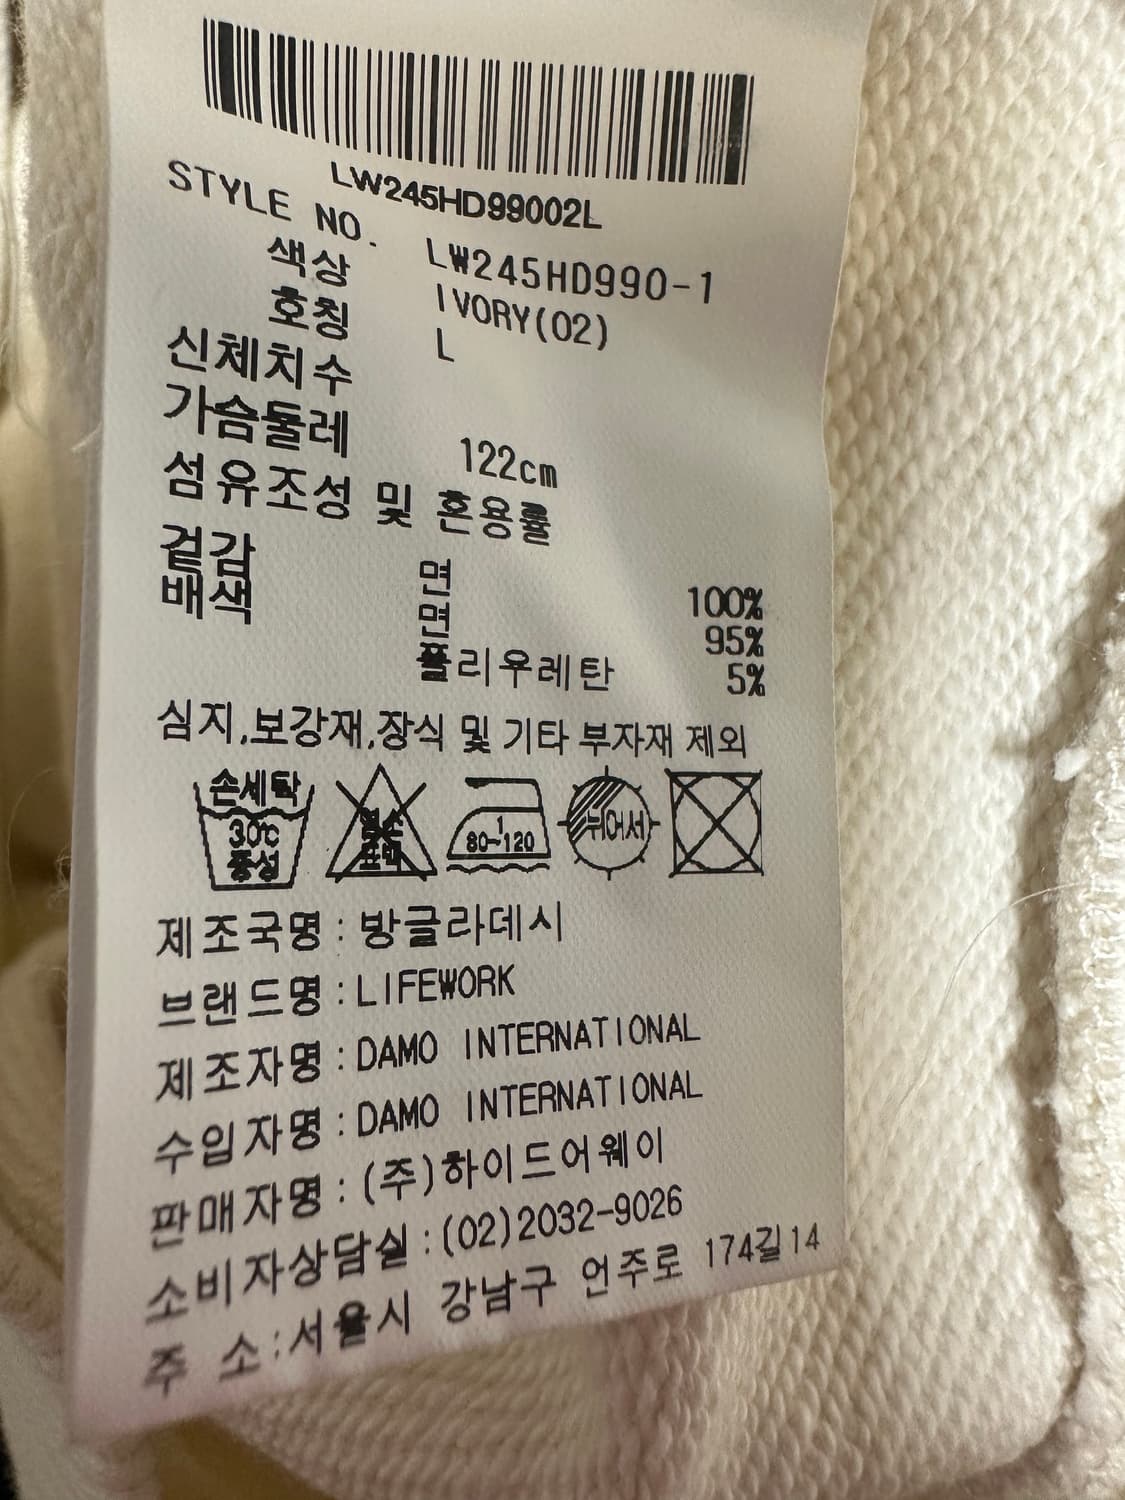 LW245HD99002L
STYLE NO. LW245HD990-1
색상 IVORY(02)
호칭 L
신체치수
가슴둘레 122cm
섬유조성 및 혼용률
겉감 면 100%
배색 면 95%
폴리우레탄 5%
심지,보강재,장식 및 기타 부자재 제외
손세탁 30℃ 중성
염소 표백
1 80~120
뉘어서
제조국명 : 방글라데시
브랜드명 : LIFEWORK
제조자명 : DAMO INTERNATIONAL
수입자명 : DAMO INTERNATIONAL
판매자명 : (주)하이드어웨이
소비자상담실 : (02)2032-9026
주 소 : 서울시 강남구 언주로 174길 14